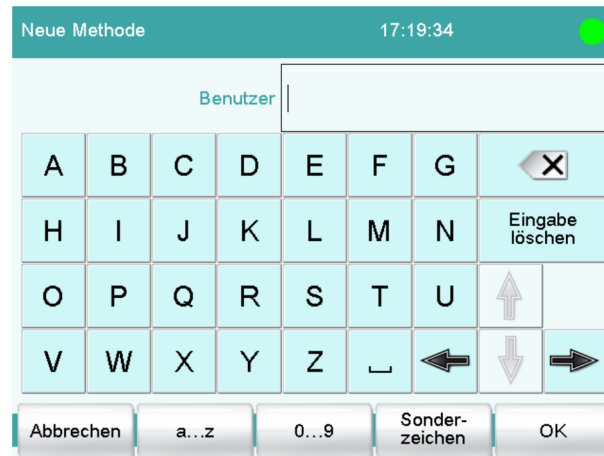 Neue Methode 17:19:34
Benutzer
A B C D E F G
H I J K L M N Eingabe
löschen
O P Q R S T U
V W X Y Z
Abbrechen a...z 0...9 Sonder-
zeichen OK